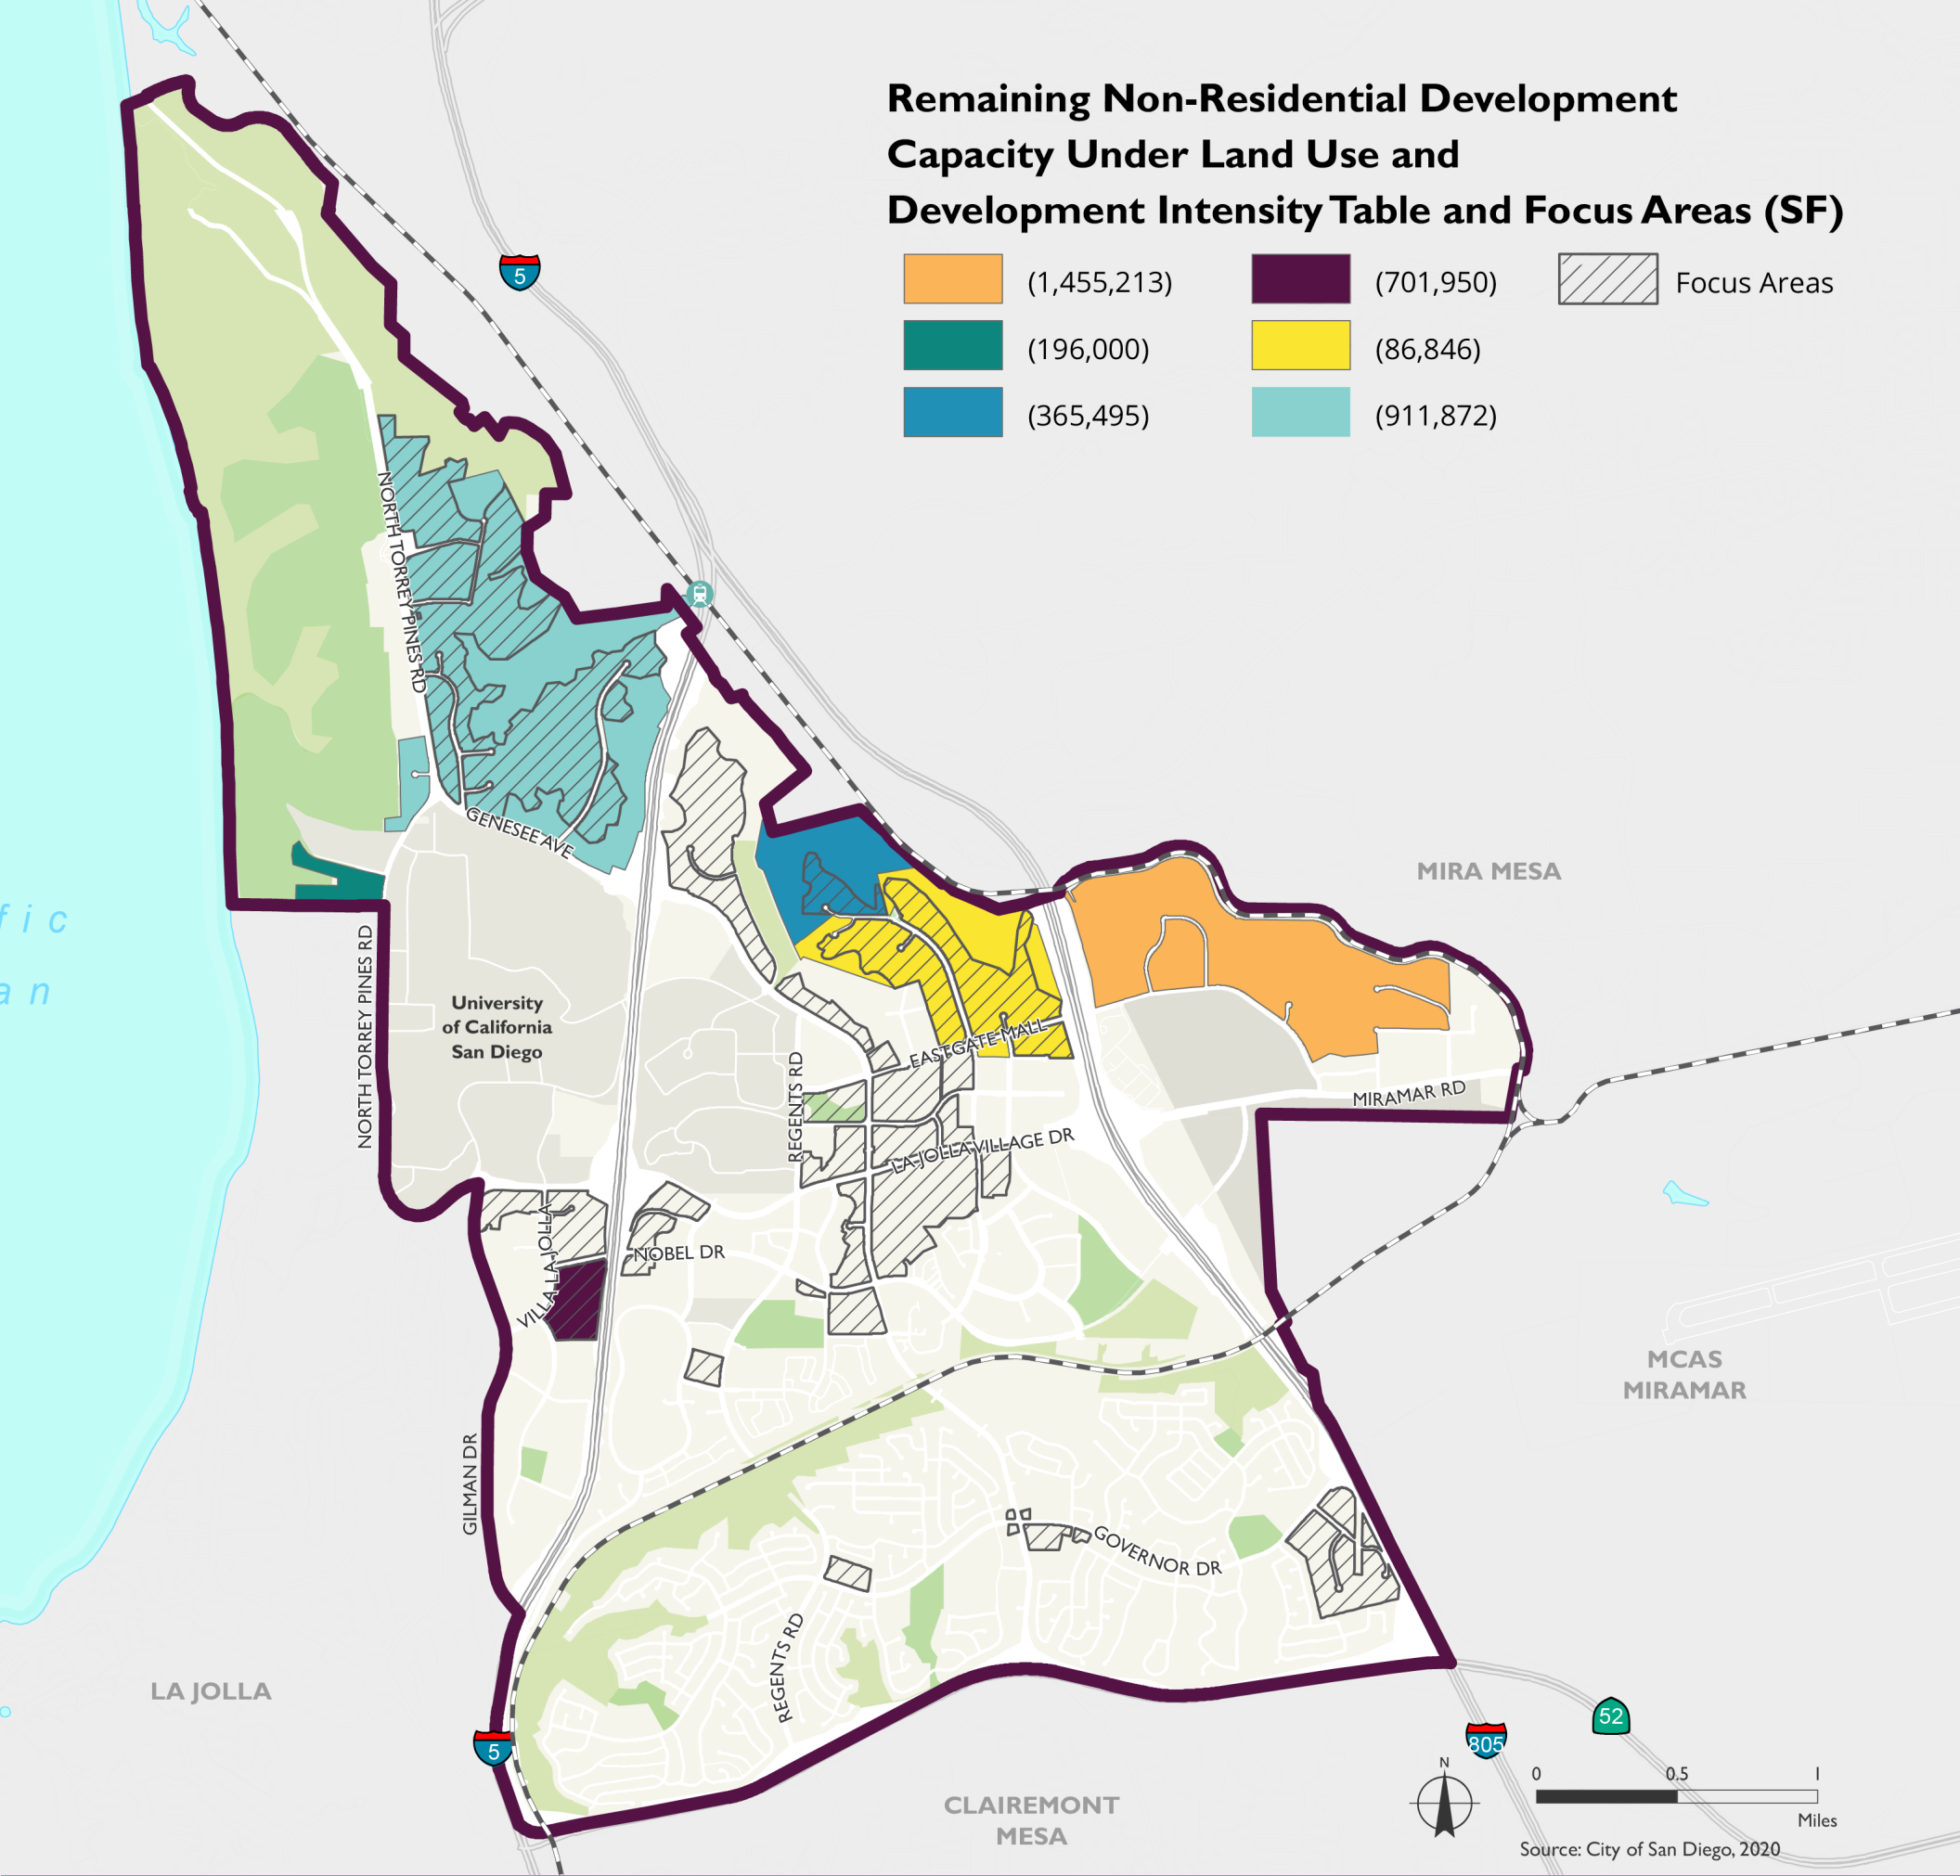 Remaining Non-Residential Development
Capacity Under Land Use and
Development Intensity Table and Focus Areas (SF)
(1,455,213)
(701,950)
Focus Areas
(196,000)
(86,846)
(365,495)
(911,872)
5
NORTH TORREY PINES RD
GENESEE AVE
MIRA MESA
fic
an
NORTH TORREY PINES RD
University
of California
San Diego
REGENTS RD
EASTGATE MALL
MIRAMAR RD
LA JOLLA VILLAGE DR
VILLA LA JOLLA
NOBEL DR
MCAS
MIRAMAR
GILMAN DR
GOVERNOR DR
REGENTS RD
LA JOLLA
5
52
805
CLAIREMONT
MESA
N
0 0.5 1
Miles
Source: City of San Diego, 2020